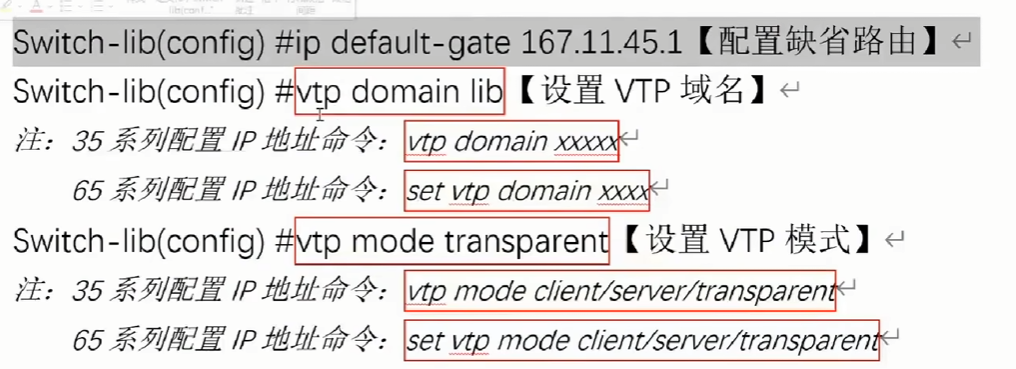 Switch-lib(config) #ip default-gate 167.11.45.1【配置缺省路由】
Switch-lib(config) #vtp domain lib【设置 VTP 域名】
注：35 系列配置 IP 地址命令：vtp domain xxxxx
65 系列配置 IP 地址命令：set vtp domain xxxx
Switch-lib(config) #vtp mode transparent【设置 VTP 模式】
注：35 系列配置 IP 地址命令：vtp mode client/server/transparent
65 系列配置 IP 地址命令：set vtp mode client/server/transparent